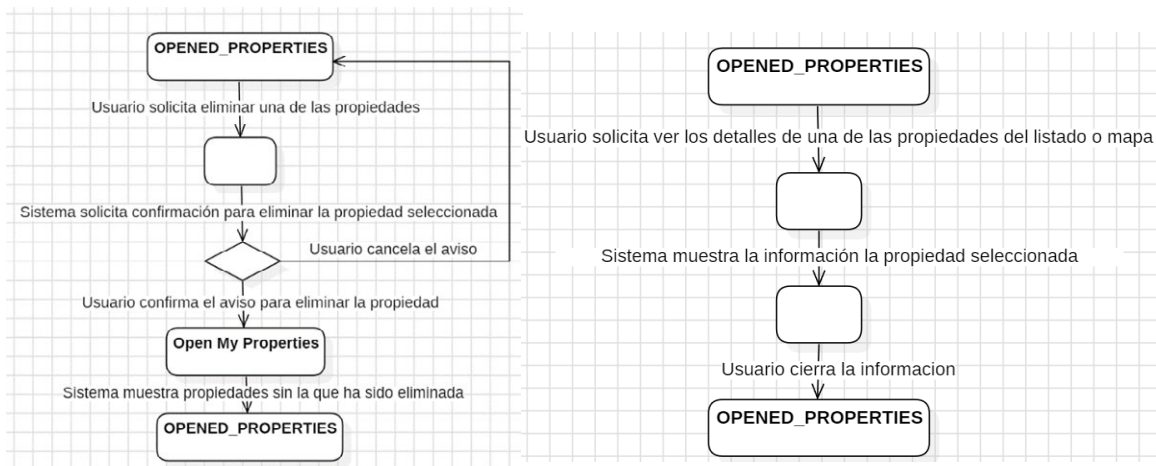 OPENED_PROPERTIES
Usuario solicita eliminar una de las propiedades
Sistema solicita confirmación para eliminar la propiedad seleccionada
Usuario cancela el aviso
Usuario confirma el aviso para eliminar la propiedad
Open My Properties
Sistema muestra propiedades sin la que ha sido eliminada
OPENED_PROPERTIES
OPENED_PROPERTIES
Usuario solicita ver los detalles de una de las propiedades del listado o mapa
Sistema muestra la información la propiedad seleccionada
Usuario cierra la informacion
OPENED_PROPERTIES